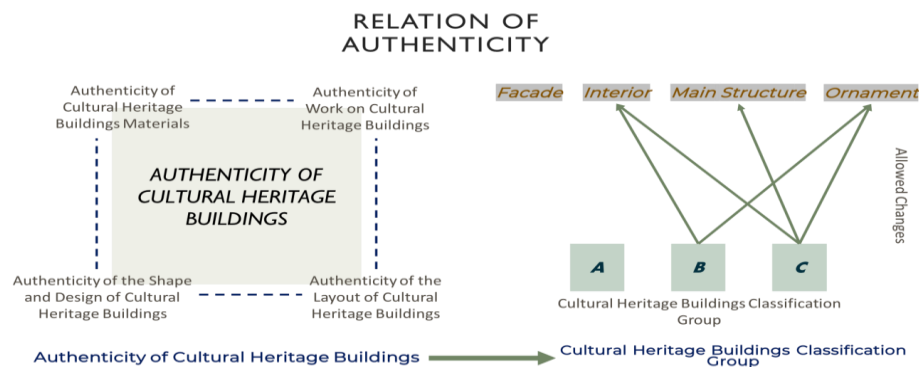 RELATION OF
AUTHENTICITY
Authenticity of
Cultural Heritage
Buildings Materials
Authenticity of
Work on Cultural
Heritage Buildings
AUTHENTICITY OF
CULTURAL HERITAGE
BUILDINGS
Authenticity of the Shape
and Design of Cultural
Heritage Buildings
Authenticity of the
Layout of Cultural
Heritage Buildings
Facade
Interior
Main Structure
Ornament
Allowed Changes
A
B
C
Cultural Heritage Buildings Classification
Group
Authenticity of Cultural Heritage Buildings
Cultural Heritage Buildings Classification
Group